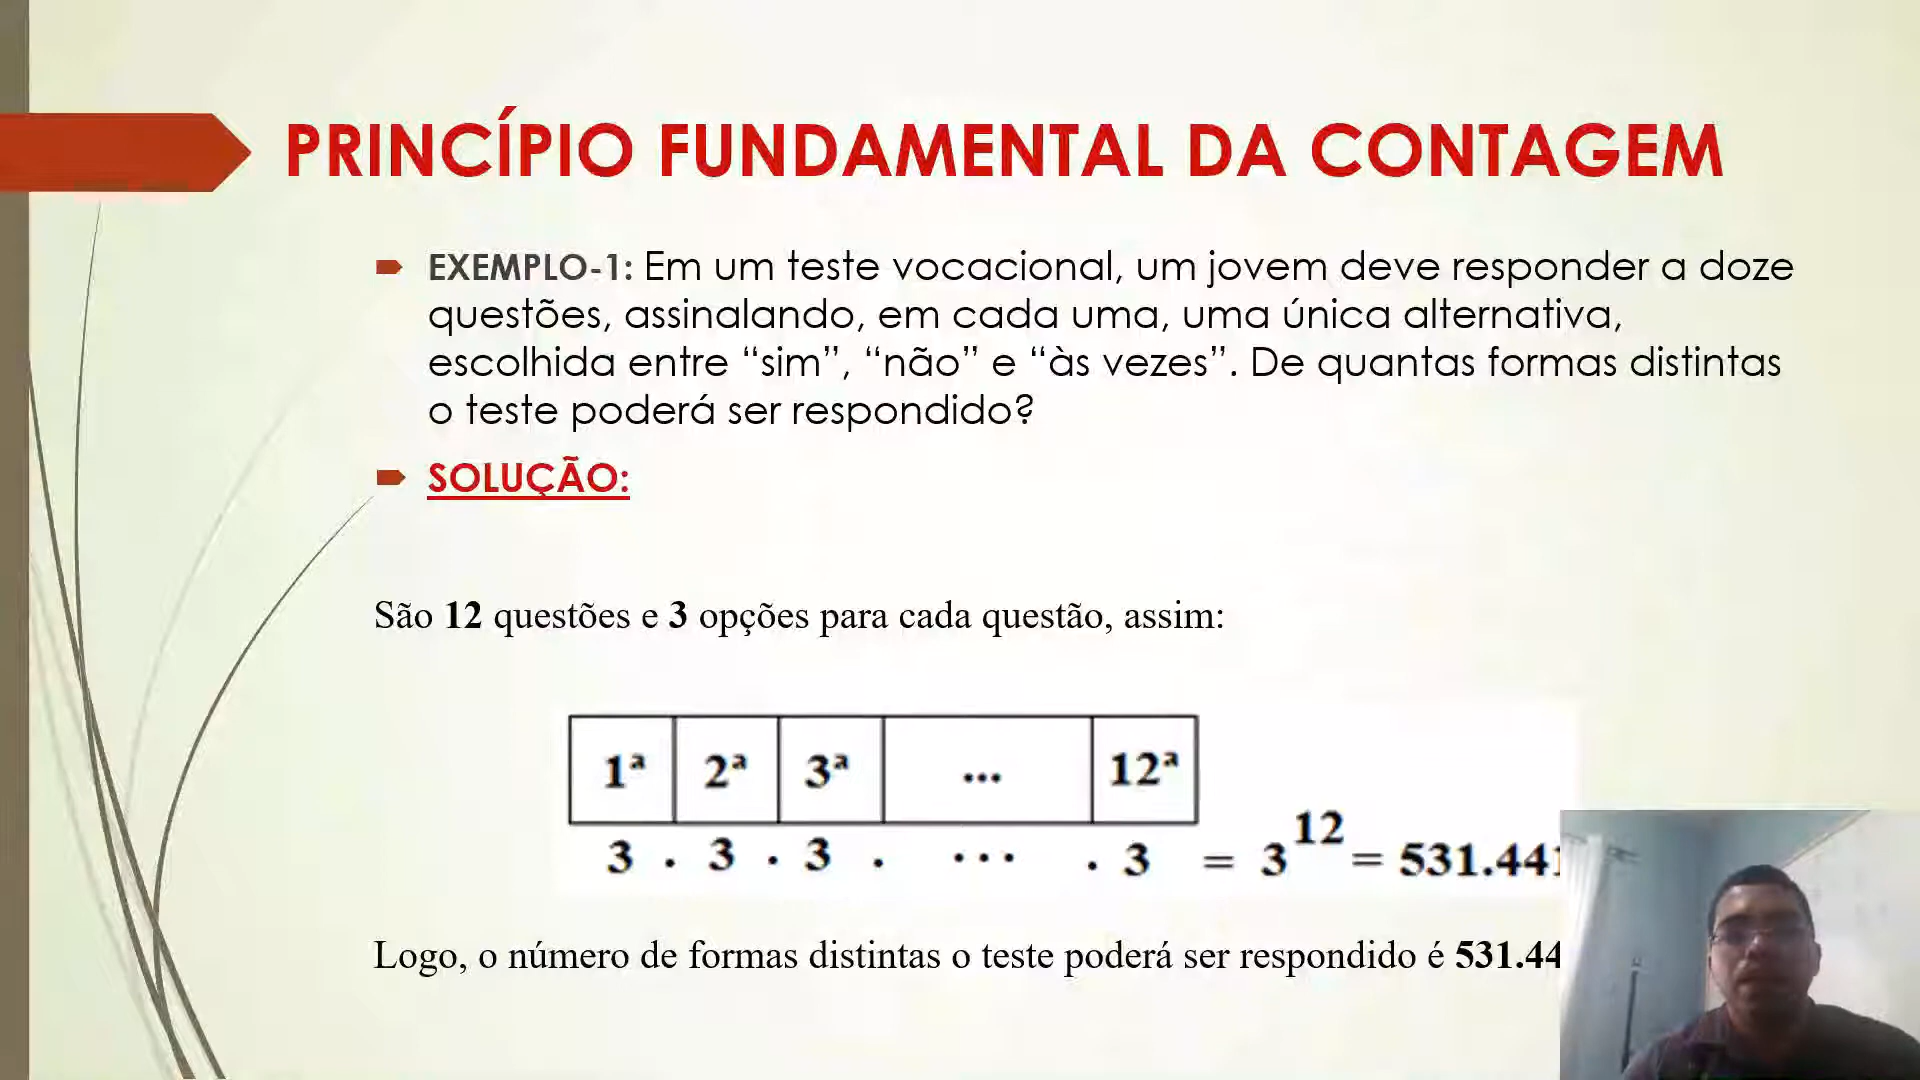 PRINCÍPIO FUNDAMENTAL DA CONTAGEM
EXEMPLO-1: Em um teste vocacional, um jovem deve responder a doze
questões, assinalando, em cada uma, uma única alternativa,
escolhida entre “sim”, “não” e “às vezes”. De quantas formas distintas
o teste poderá ser respondido?
SOLUÇÃO:
São 12 questões e 3 opções para cada questão, assim:
1ª 2ª 3ª ... 12ª
3 . 3 . 3 . ... . 3 = 3¹² = 531.441
Logo, o número de formas distintas o teste poderá ser respondido é 531.44